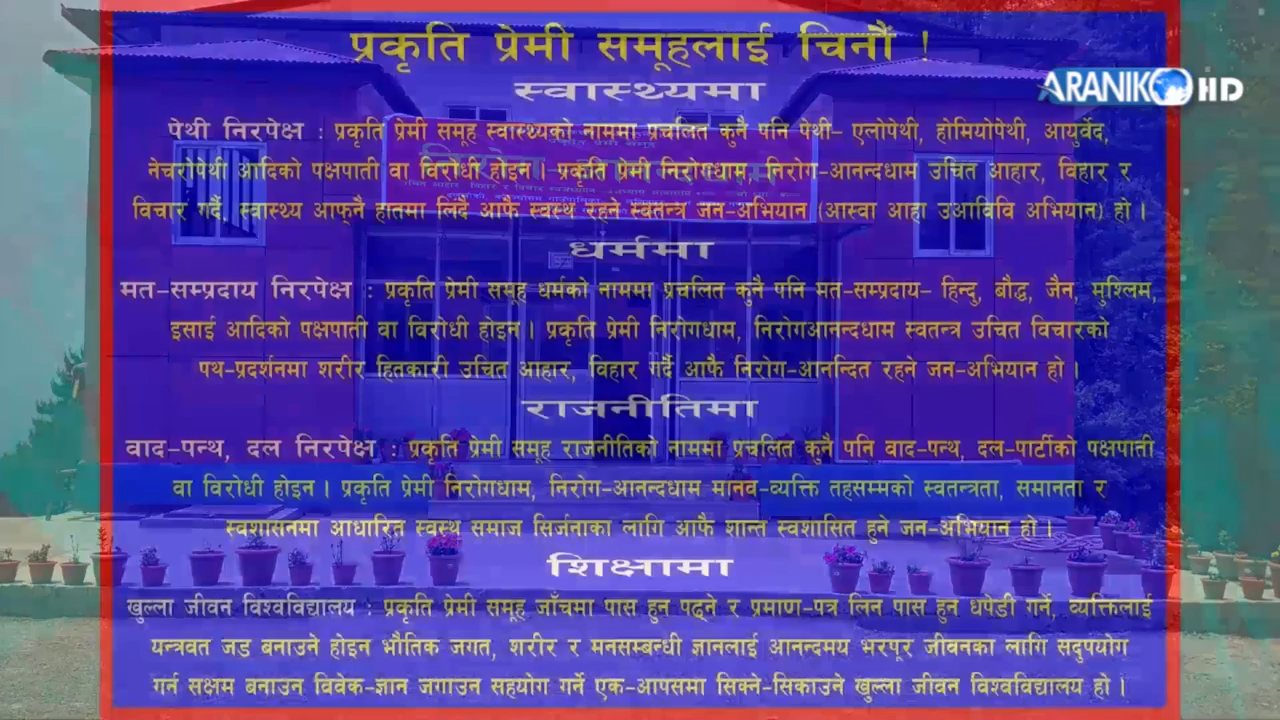 प्रकृति प्रेमी समूहलाई चिनौं !
ARANIKO HD
स्वास्थ्यमा
पेथी निरपेक्ष : प्रकृति प्रेमी समूह स्वास्थ्यको नाममा प्रचलित कुनै पनि पेथी– एलोपेथी, होमियोपेथी, आयुर्वेद,
नेचरोपेथी आदिको पक्षपाती वा विरोधी होइन । प्रकृति प्रेमी निरोगधाम, निरोग-आनन्दधाम उचित आहार, विहार र
विचार गर्दै, स्वास्थ्य आफ्नै हातमा लिदै आफै स्वस्थ रहने स्वतन्त्र जन-अभियान (आस्वा आहा उआविवि अभियान) हो ।
धर्ममा
मत-सम्प्रदाय निरपेक्ष : प्रकृति प्रेमी समूह धर्मको नाममा प्रचलित कुनै पनि मत-सम्प्रदाय– हिन्दु, बौद्ध, जैन, मुश्लिम,
इसाई आदिको पक्षपाती वा विरोधी होइन । प्रकृति प्रेमी निरोगधाम, निरोगआनन्दधाम स्वतन्त्र उचित विचारको
पथ-प्रदर्शनमा शरीर हितकारी उचित आहार, विहार गर्दै आफै निरोग-आनन्दित रहने जन-अभियान हो ।
राजनीतिमा
वाद-पन्थ, दल निरपेक्ष : प्रकृति प्रेमी समूह राजनीतिको नाममा प्रचलित कुनै पनि वाद-पन्थ, दल-पार्टीको पक्षपाती
वा विरोधी होइन । प्रकृति प्रेमी निरोगधाम, निरोग-आनन्दधाम मानव-व्यक्ति तहसम्मको स्वतन्त्रता, समानता र
स्वशासनमा आधारित स्वस्थ समाज सिर्जनाका लागि आफै शान्त स्वशासित हुने जन-अभियान हो ।
शिक्षामा
खुल्ला जीवन विश्वविद्यालय : प्रकृति प्रेमी समूह जाँचमा पास हुन पढ्ने र प्रमाण-पत्र लिन पास हुन धपेडी गर्ने, व्यक्तिलाई
यन्त्रवत जड बनाउने होइन भौतिक जगत, शरीर र मनसम्बन्धी ज्ञानलाई आनन्दमय भरपूर जीवनका लागि सदुपयोग
गर्न सक्षम बनाउन विवेक-ज्ञान जगाउन सहयोग गर्ने एक-आपसमा सिक्ने-सिकाउने खुल्ला जीवन विश्वविद्यालय हो ।